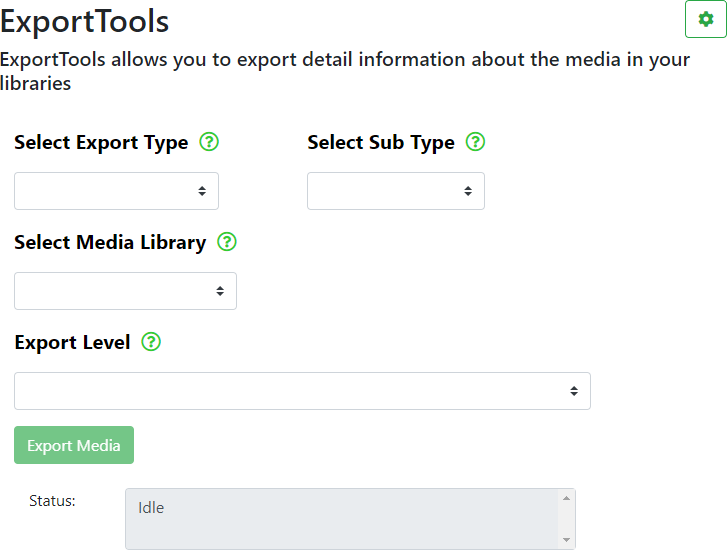 ExportTools
ExportTools allows you to export detail information about the media in your
libraries
Select Export Type ?
Select Sub Type ?
Select Media Library ?
Export Level ?
Export Media
Status:
Idle